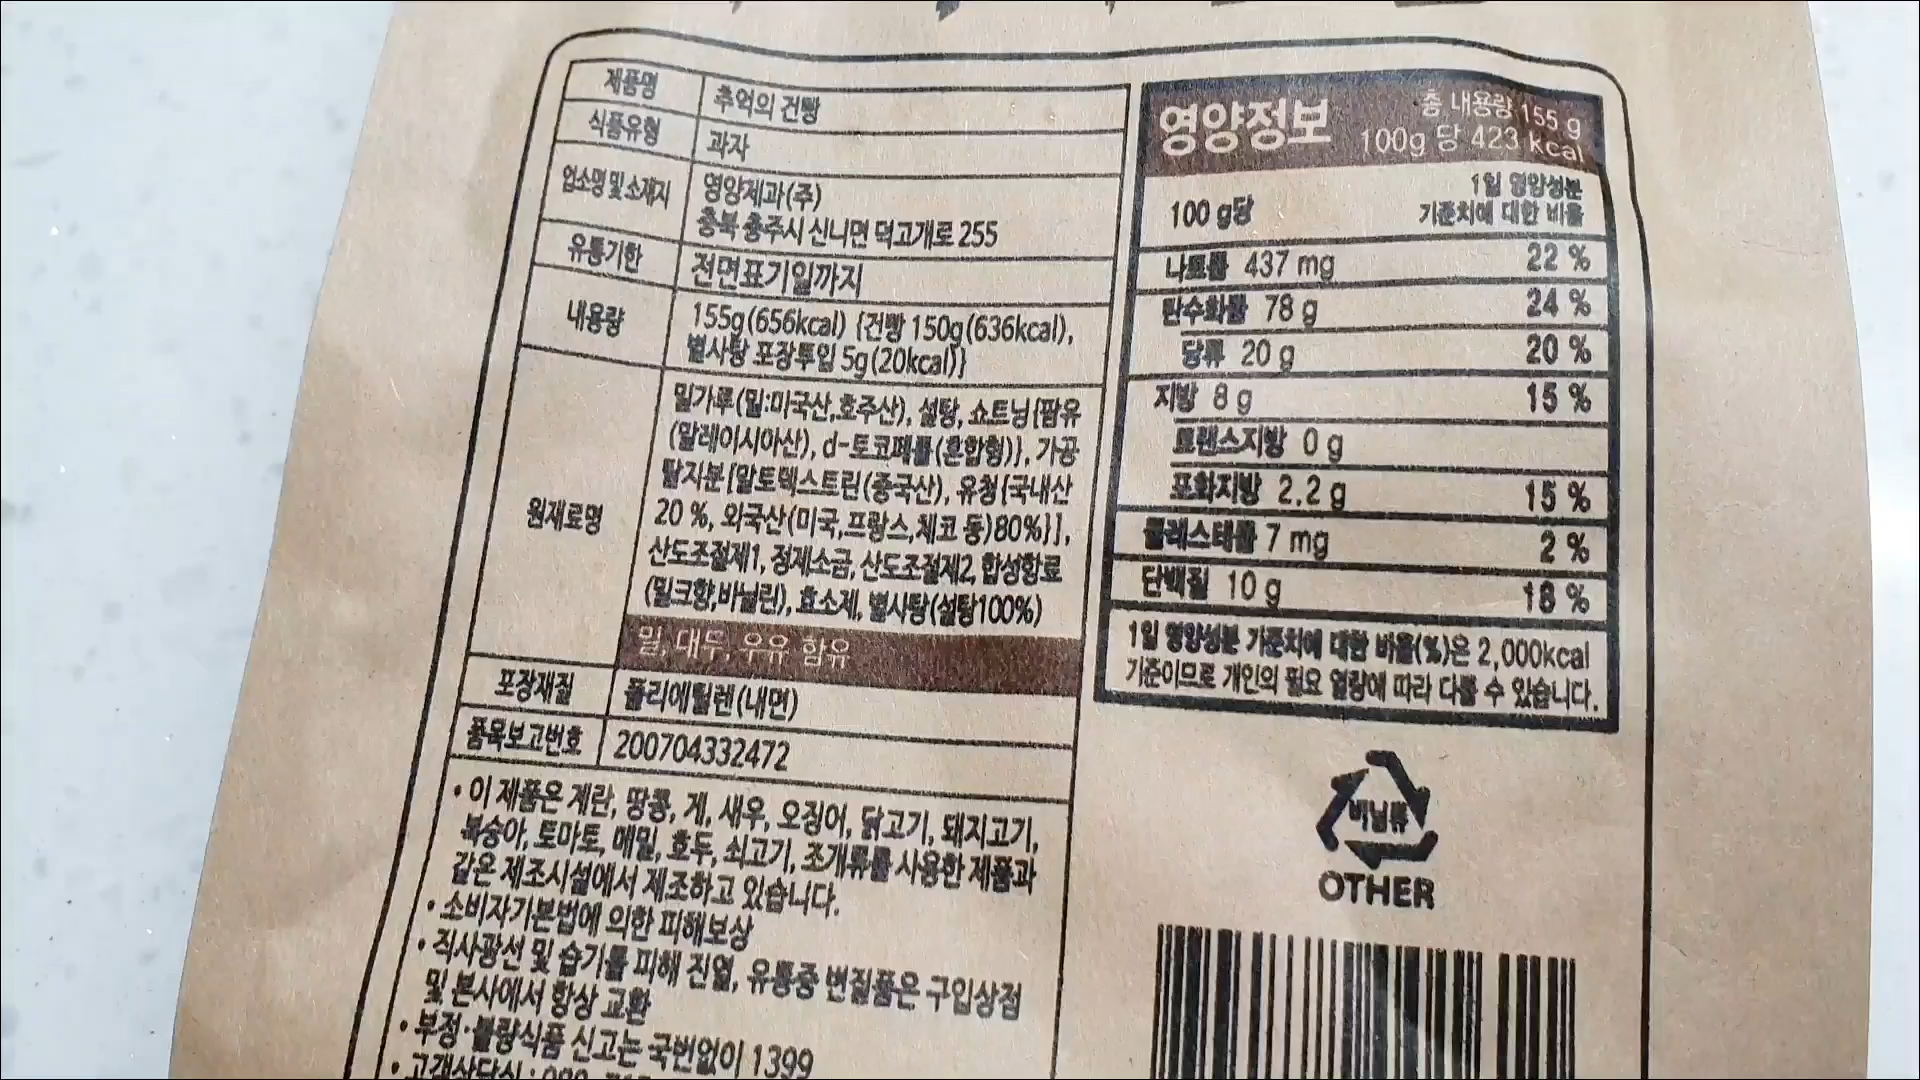 제품명 추억의 건빵
식품유형 과자
업소명 및 소재지 영양제과(주)
충북 충주시 신니면 덕고개로 255
유통기한 전면표기일까지
내용량 155g(656kcal) {건빵 150g(636kcal),
별사탕 포장투입 5g(20kcal)}
원재료명
밀가루(밀:미국산,호주산), 설탕, 쇼트닝{팜유
(말레이시아산), d-토코페롤(혼합형)}, 가공
탈지분[말토덱스트린(중국산), 유청{국내산
20 %, 외국산(미국,프랑스,체코 등)80%}],
산도조절제1, 정제소금, 산도조절제2, 합성향료
(밀크향,바닐린), 효소제, 별사탕(설탕100%)
밀, 대두, 우유 함유
포장재질 폴리에틸렌(내면)
품목보고번호 200704332472
• 이 제품은 계란, 땅콩, 게, 새우, 오징어, 닭고기, 돼지고기,
복숭아, 토마토, 메밀, 호두, 쇠고기, 조개류를 사용한 제품과
같은 제조시설에서 제조하고 있습니다.
• 소비자기본법에 의한 피해보상
• 직사광선 및 습기를 피해 진열, 유통중 변질품은 구입상점
및 본사에서 항상 교환
• 부정·불량식품 신고는 국번없이 1399
• 고객상담실 :
영양정보
총 내용량 155 g
100g 당 423 kcal
100 g당
1일 영양성분
기준치에 대한 비율
나트륨 437 mg 22 %
탄수화물 78 g 24 %
당류 20 g 20 %
지방 8 g 15 %
트랜스지방 0 g
포화지방 2.2 g 15 %
콜레스테롤 7 mg 2 %
단백질 10 g 18 %
1일 영양성분 기준치에 대한 비율(%)은 2,000kcal
기준이므로 개인의 필요 열량에 따라 다를 수 있습니다.
비닐류
OTHER